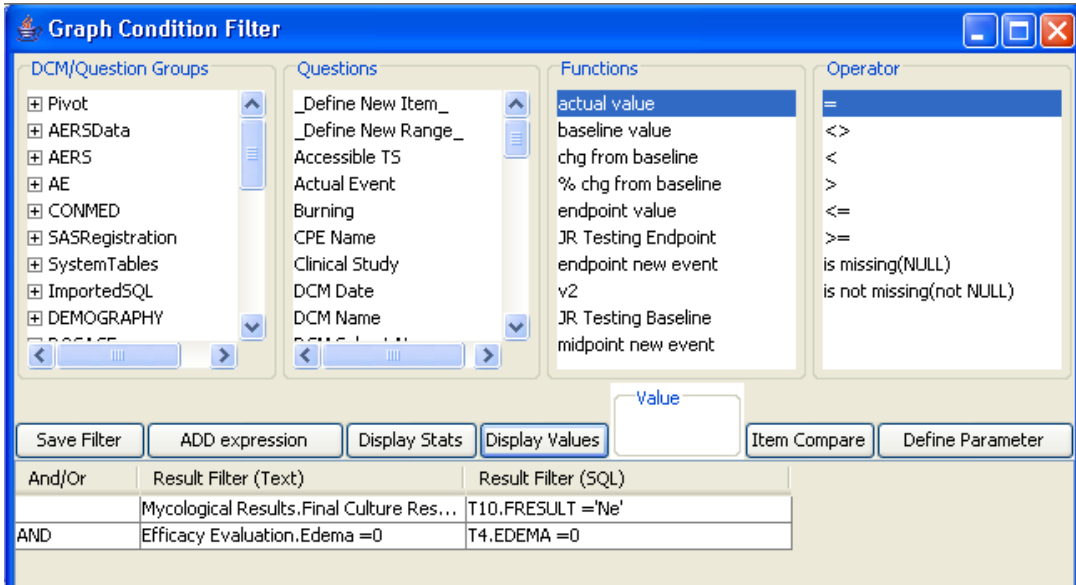 Graph Condition Filter
DCM/Question Groups
Pivot
AERSData
AERS
AE
CONMED
SASRegistration
SystemTables
ImportedSQL
DEMOGRAPHY
Questions
_Define New Item_
_Define New Range_
Accessible TS
Actual Event
Burning
CPE Name
Clinical Study
DCM Date
DCM Name
Functions
actual value
baseline value
chg from baseline
% chg from baseline
endpoint value
JR Testing Endpoint
endpoint new event
v2
JR Testing Baseline
midpoint new event
Operator
=
<>
<
>
<=
>=
is missing(NULL)
is not missing(not NULL)
Value
Save Filter ADD expression Display Stats Display Values Item Compare Define Parameter
And/Or Result Filter (Text) Result Filter (SQL)
Mycological Results.Final Culture Res... T10.FRESULT ='Ne'
AND Efficacy Evaluation.Edema =0 T4.EDEMA =0